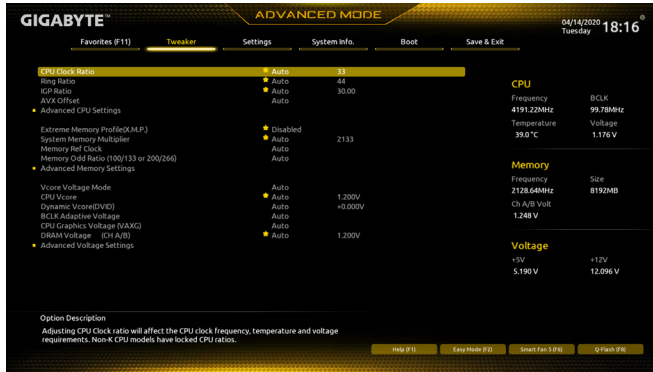 GIGABYTE™
ADVANCED MODE
04/14/2020
Tuesday
18:16
Favorites (F11)
Tweaker
Settings
System Info.
Boot
Save & Exit
CPU Clock Ratio Auto 33
Ring Ratio Auto 44
IGP Ratio Auto 30.00
AVX Offset Auto
Advanced CPU Settings
Extreme Memory Profile(X.M.P.) Disabled
System Memory Multiplier Auto 2133
Memory Ref Clock Auto
Memory Odd Ratio (100/133 or 200/266) Auto
Advanced Memory Settings
Vcore Voltage Mode Auto
CPU Vcore Auto 1.200V
Dynamic Vcore(DVID) Auto +0.000V
BCLK Adaptive Voltage Auto
CPU Graphics Voltage (VAXG) Auto
DRAM Voltage (CH A/B) Auto 1.200V
Advanced Voltage Settings
CPU
Frequency BCLK
4191.22MHz 99.78MHz
Temperature Voltage
39.0°C 1.176 V
Memory
Frequency Size
2128.64MHz 8192MB
Ch A/B Volt
1.248 V
Voltage
+5V +12V
5.190 V 12.096 V
Option Description
Adjusting CPU Clock ratio will affect the CPU clock frequency, temperature and voltage
requirements. Non-K CPU models have locked CPU ratios.
Help (F1)
Easy Mode (F2)
Smart Fan 5 (F6)
Q-Flash (F8)